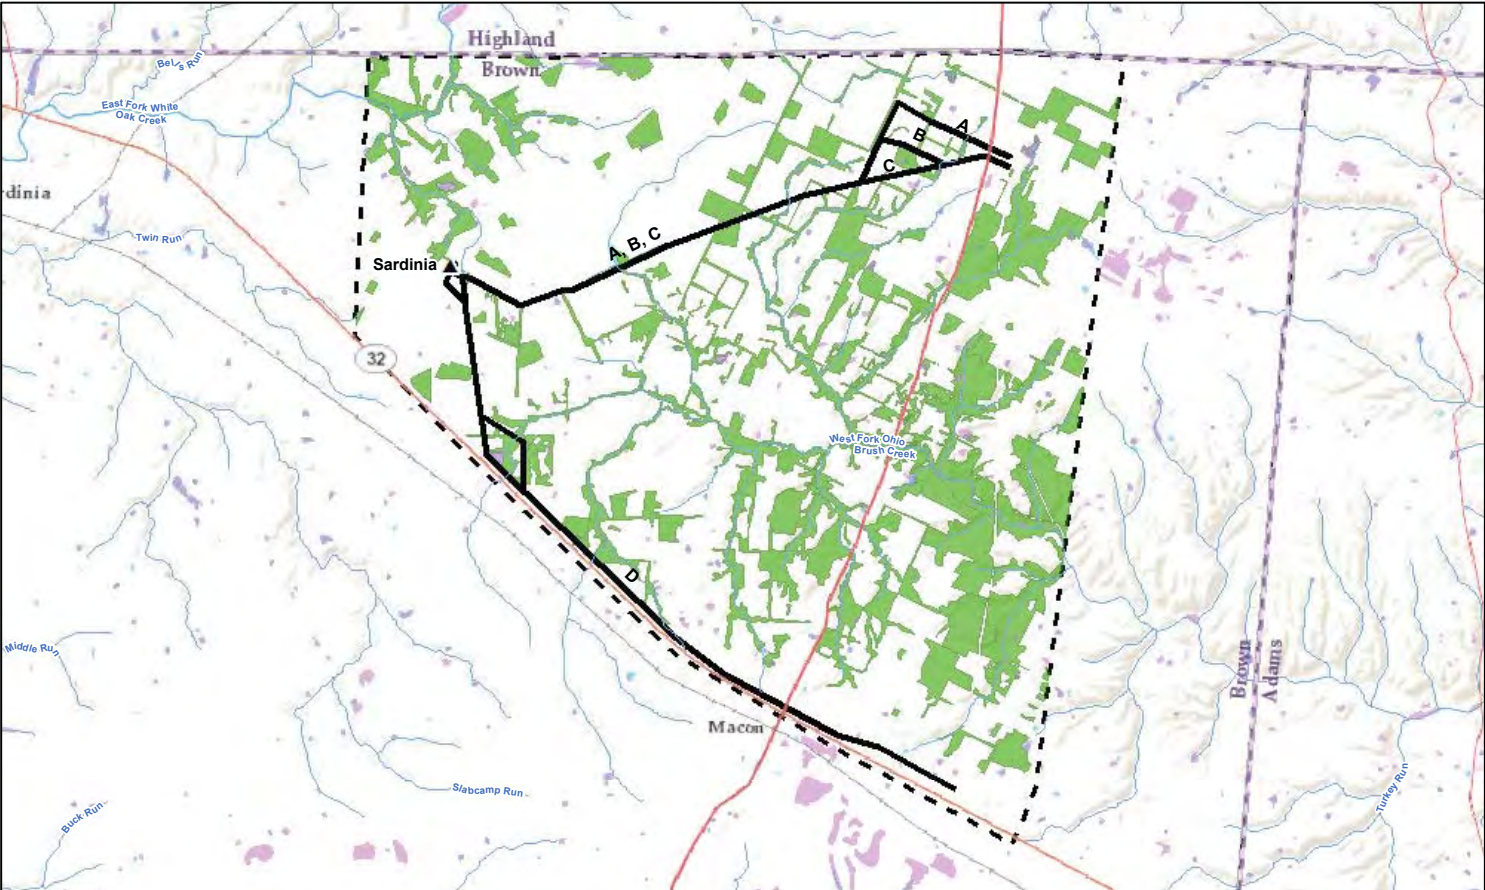 Highland
Brown
Bel's Run
East Fork White
Oak Creek
A
B
C
rdinia
Twin Run
A, B, C
Sardinia
32
West Fork Ohio
Brush Creek
D
Middle Run
Brown
Adams
Macon
Slabcamp Run
Turkey Run
Buck Run